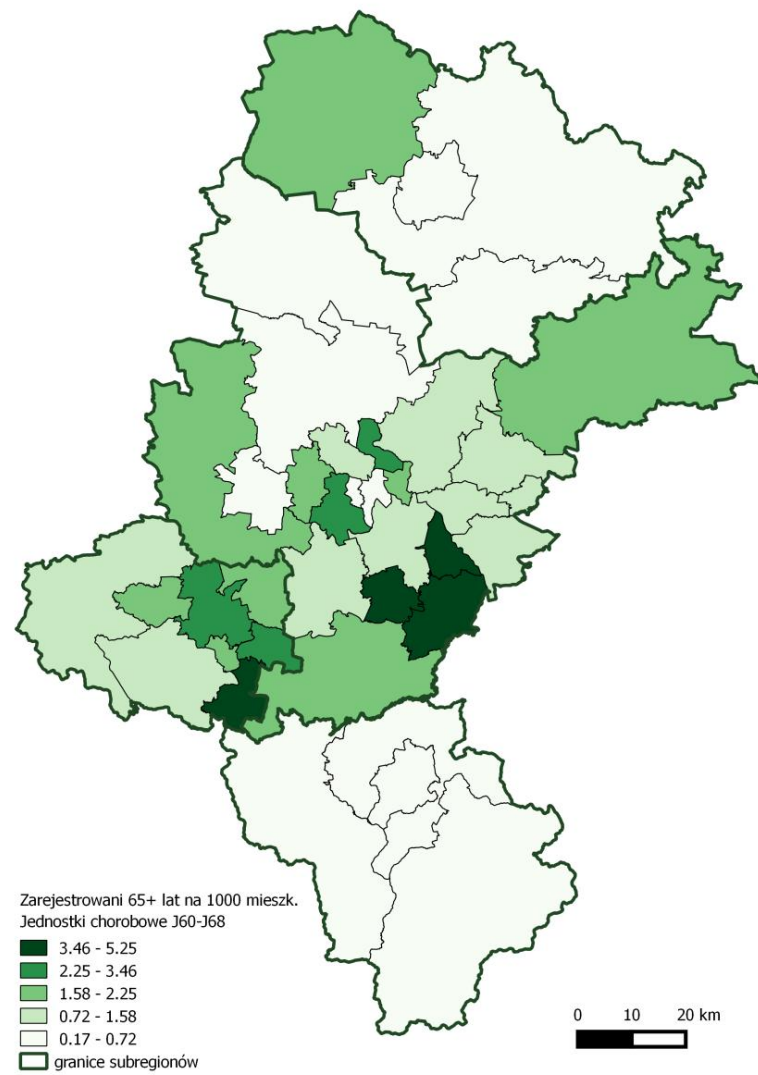 Zarejestrowani 65+ lat na 1000 mieszk.
Jednostki chorobowe J60-J68
3.46 - 5.25
2.25 - 3.46
1.58 - 2.25
0.72 - 1.58
0.17 - 0.72
granice subregionów
0 10 20 km